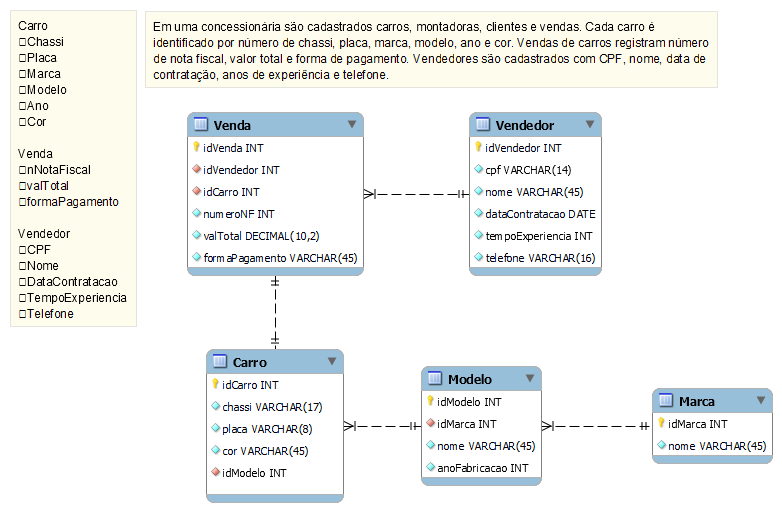 Carro
Chassi
Placa
Marca
Modelo
Ano
Cor
Venda
nNotaFiscal
valTotal
formaPagamento
Vendedor
CPF
Nome
DataContratacao
TempoExperiencia
Telefone
Em uma concessionária são cadastrados carros, montadoras, clientes e vendas. Cada carro é
identificado por número de chassi, placa, marca, modelo, ano e cor. Vendas de carros registram número
de nota fiscal, valor total e forma de pagamento. Vendedores são cadastrados com CPF, nome, data de
contratação, anos de experiência e telefone.
Venda
idVenda INT
idVendedor INT
idCarro INT
numeroNF INT
valTotal DECIMAL(10,2)
formaPagamento VARCHAR(45)
Vendedor
idVendedor INT
cpf VARCHAR(14)
nome VARCHAR(45)
dataContratacao DATE
tempoExperiencia INT
telefone VARCHAR(16)
Carro
idCarro INT
chassi VARCHAR(17)
placa VARCHAR(8)
cor VARCHAR(45)
idModelo INT
Modelo
idModelo INT
idMarca INT
nome VARCHAR(45)
anoFabricacao INT
Marca
idMarca INT
nome VARCHAR(45)